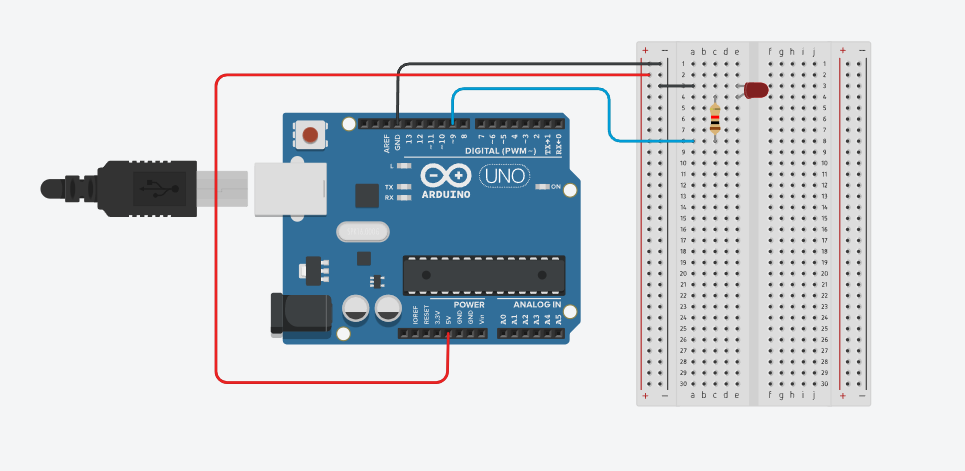 + − a b c d e f g h i j + −
1 1
2 2
3 3
4 4
5 5
6 6
7 7
8 8
9 9
10 10
11 11
12 12
13 13
14 14
15 15
16 16
17 17
18 18
19 19
20 20
21 21
22 22
23 23
24 24
25 25
26 26
27 27
28 28
29 29
30 30
+ − a b c d e f g h i j + −
AREF
GND
13
12
~11
~10
~9
8
7
~6
~5
~4
~3
2
TX→1
RX←0
DIGITAL (PWM~)
L
TX
RX
ARDUINO
UNO
ON
POWER
ANALOG IN
IOREF
RESET
3.3V
5V
GND
GND
Vin
A0
A1
A2
A3
A4
A5